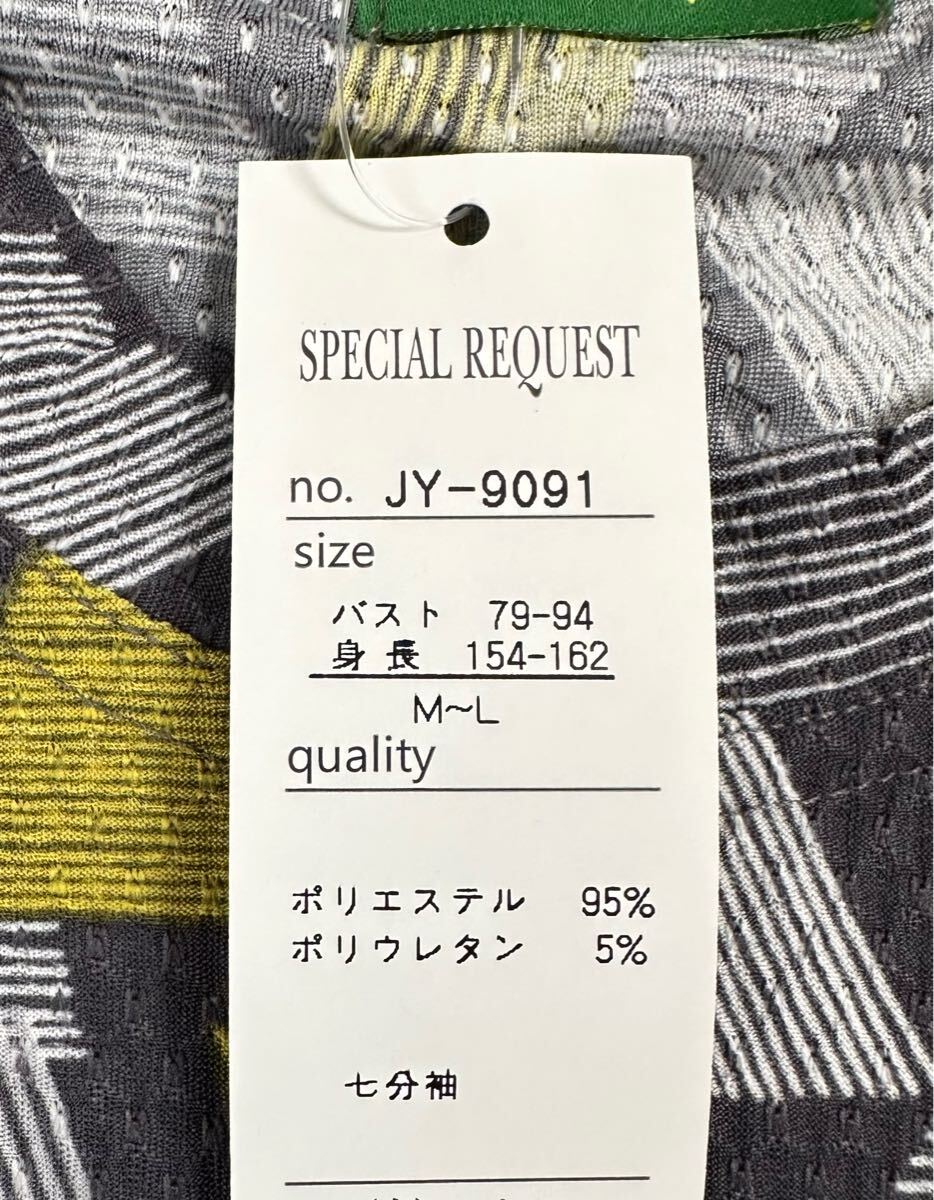 SPECIAL REQUEST
no. JY-9091
size
バスト 79-94
身長 154-162
M~L
quality
ポリエステル 95%
ポリウレタン 5%
七分袖